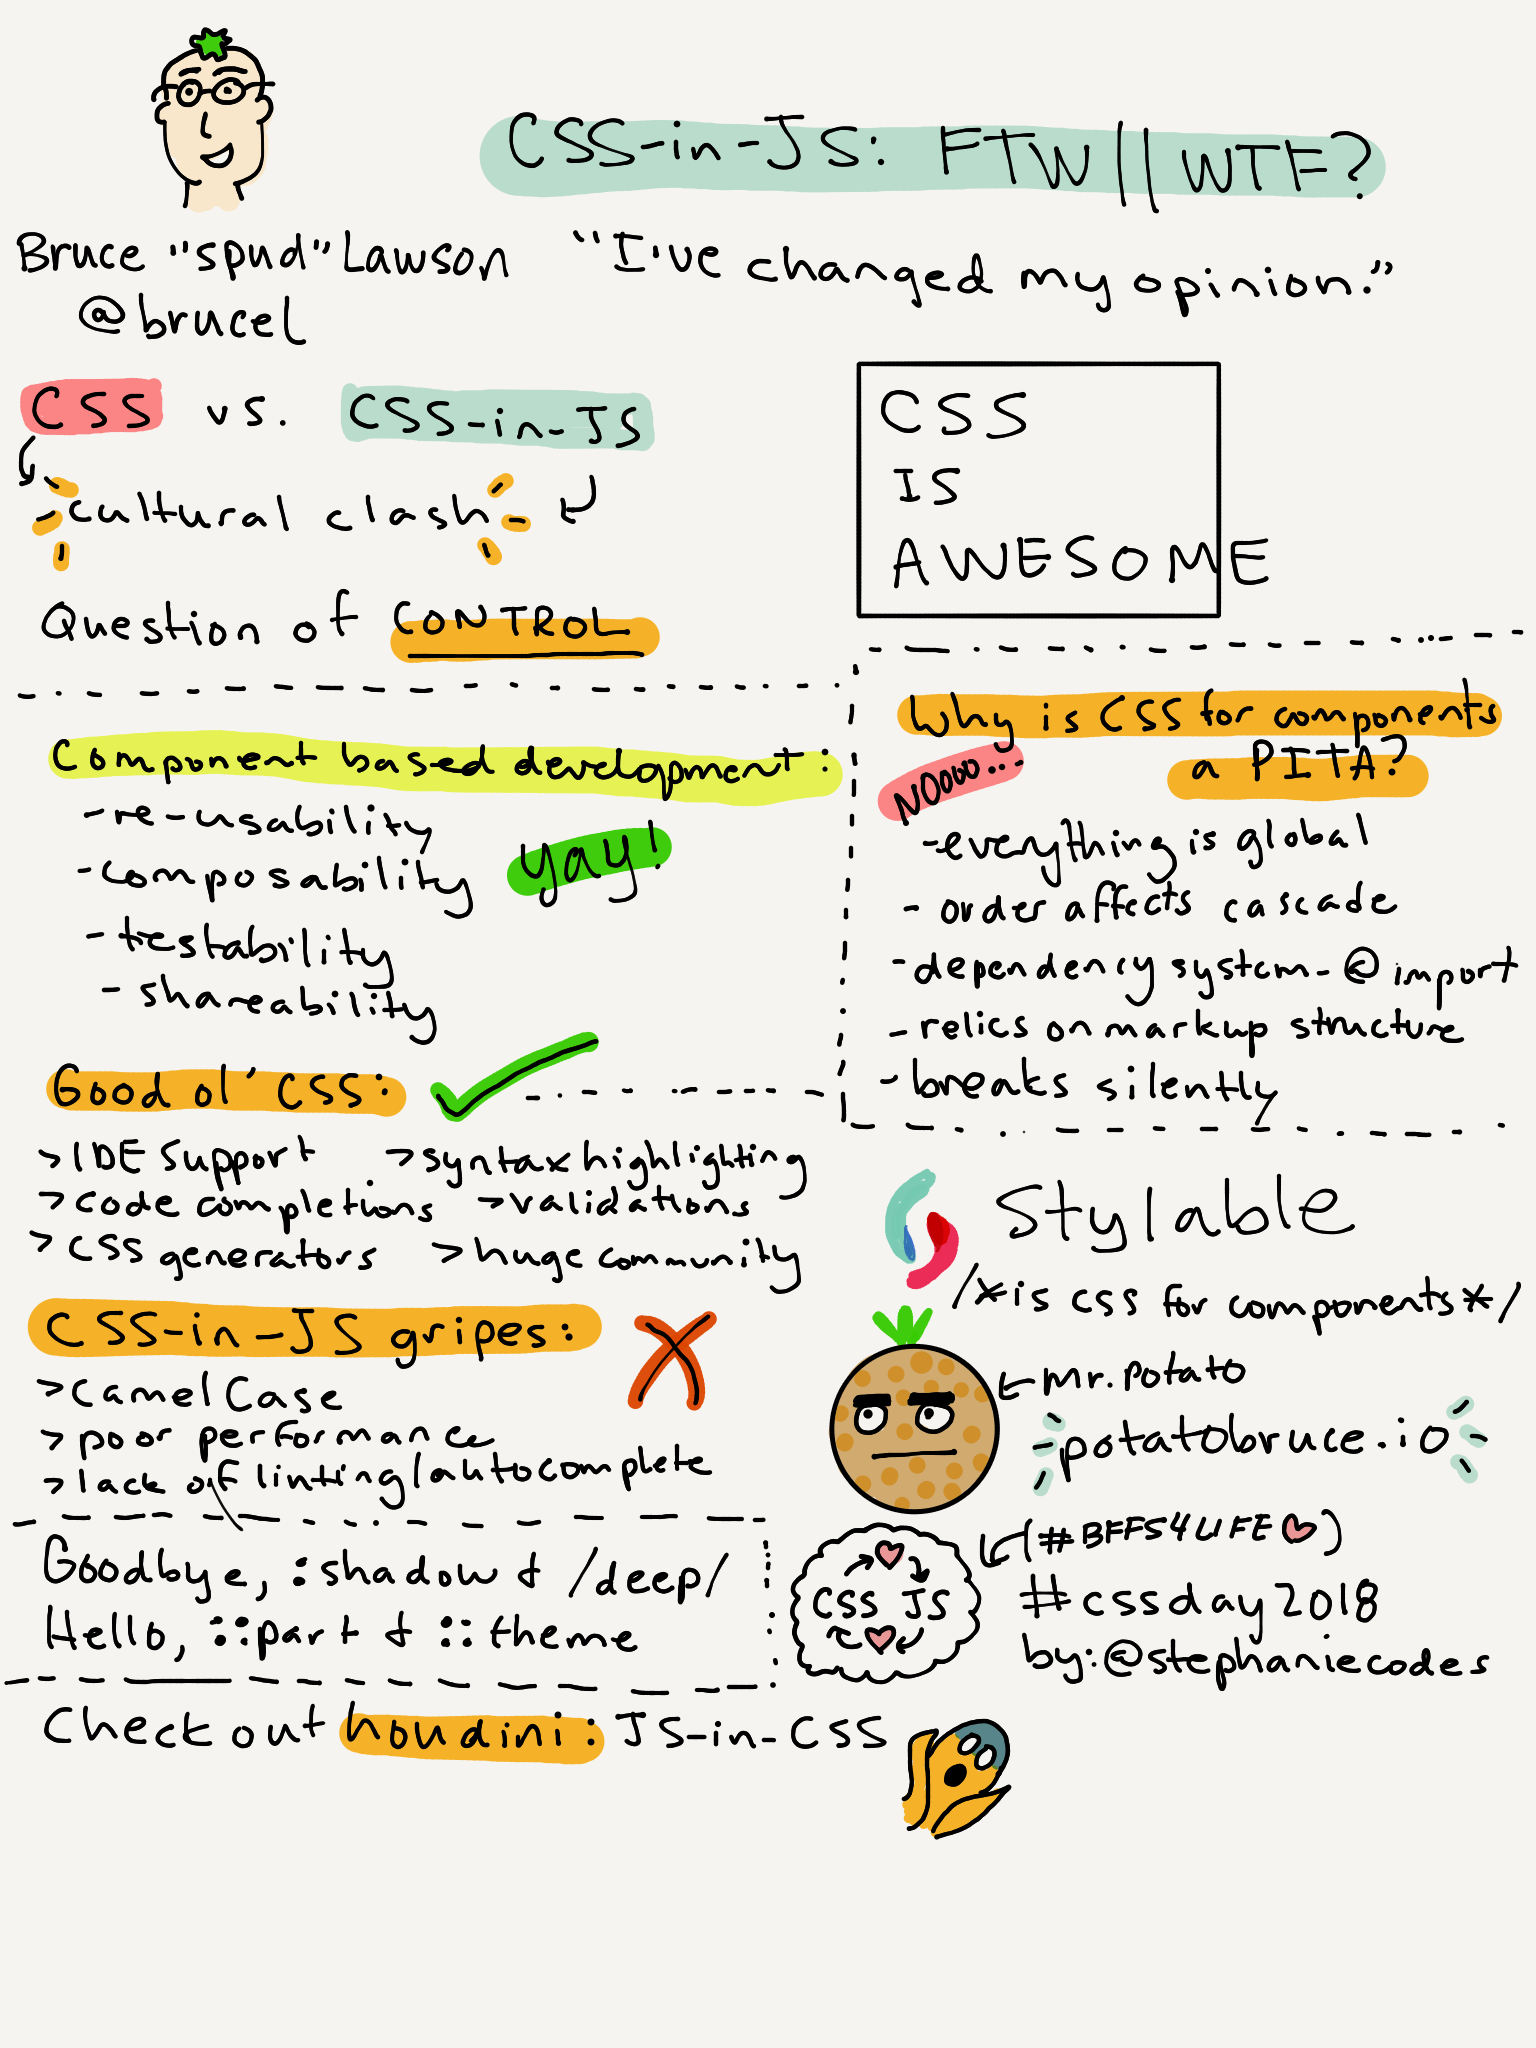 CSS-in-JS: FTW || WTF?
Bruce "spud" Lawson
@brucel
"I've changed my opinion."
CSS vs. CSS-in-JS
cultural clash
Question of CONTROL
CSS
IS
AWESOME
Component based development:
-re-usability
-composability
-testability
-shareability
yay!
Why is CSS for components
a PITA?
NOooo...
-everything is global
-order affects cascade
-dependency system-@import
-relics on markup structure
-breaks silently
Good ol' CSS:
>IDE Support >syntax highlighting
>code completions >validations
>CSS generators >huge community
CSS-in-JS gripes:
>camelCase
>poor performance
>lack of linting/autocomplete
Stylable
/*is css for components*/
Mr. Potato
potatobruce.io
(#BFFS4LIFE)
CSS JS
#cssday2018
by:@stephaniecodes
Goodbye, :shadow & /deep/
Hello, ::part & ::theme
Check out houdini: JS-in-CSS